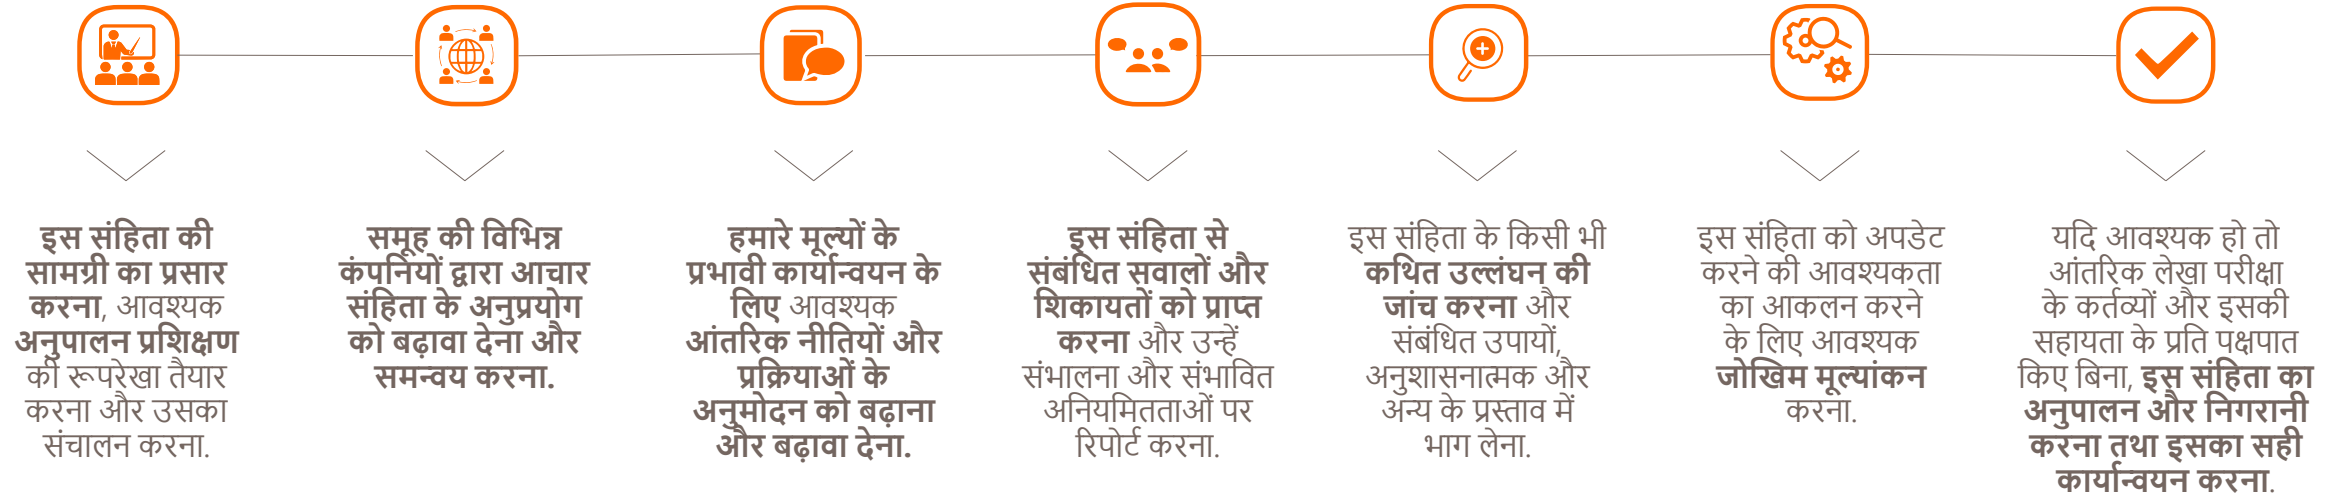 इस संहिता की
सामग्री का प्रसार
करना, आवश्यक
अनुपालन प्रशिक्षण
की रूपरेखा तैयार
करना और उसका
संचालन करना.
समूह की विभिन्न
कंपनियों द्वारा आचार
संहिता के अनुप्रयोग
को बढ़ावा देना और
समन्वय करना.
हमारे मूल्यों के
प्रभावी कार्यान्वयन के
लिए आवश्यक
आंतरिक नीतियों और
प्रक्रियाओं के
अनुमोदन को बढ़ाना
और बढ़ावा देना.
इस संहिता से
संबंधित सवालों और
शिकायतों को प्राप्त
करना और उन्हें
संभालना और संभावित
अनियमितताओं पर
रिपोर्ट करना.
इस संहिता के किसी भी
कथित उल्लंघन की
जांच करना और
संबंधित उपायों,
अनुशासनात्मक और
अन्य के प्रस्ताव में
भाग लेना.
इस संहिता को अपडेट
करने की आवश्यकता
का आकलन करने
के लिए आवश्यक
जोखिम मूल्यांकन
करना.
यदि आवश्यक हो तो
आंतरिक लेखा परीक्षा
के कर्तव्यों और इसकी
सहायता के प्रति पक्षपात
किए बिना, इस संहिता का
अनुपालन और निगरानी
करना तथा इसका सही
कार्यान्वयन करना.